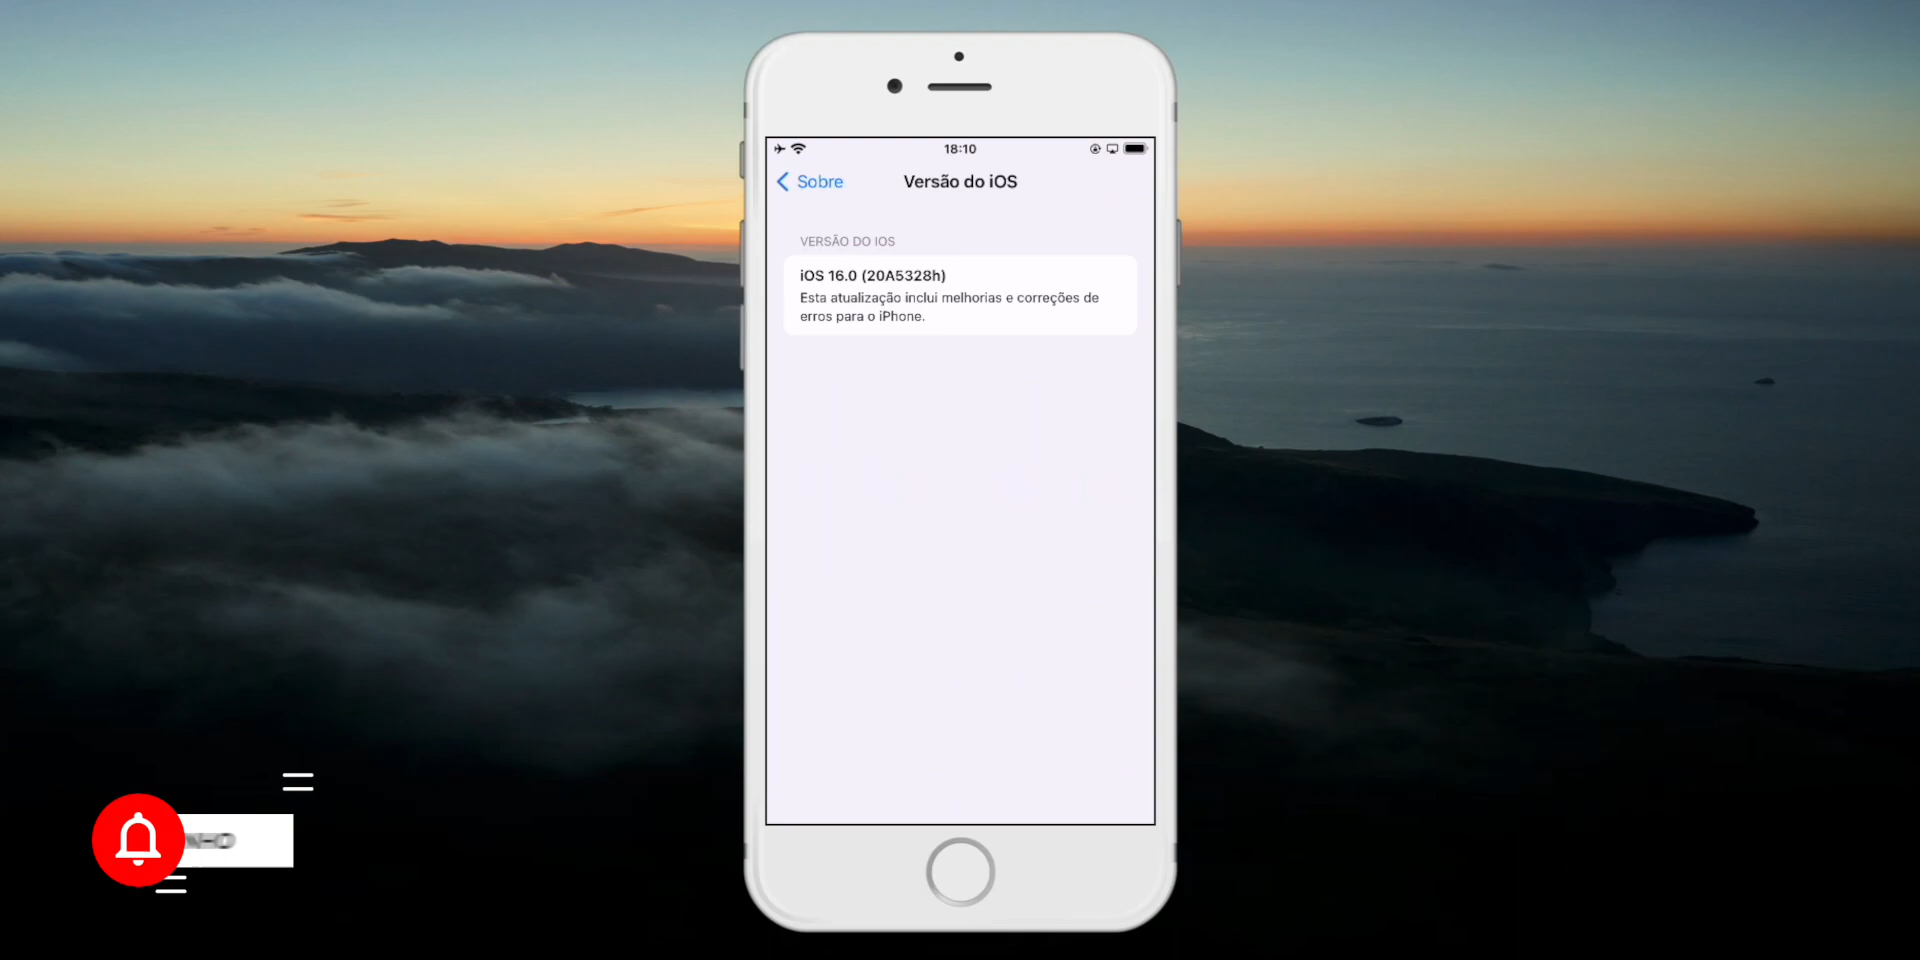 18:10
Sobre
Versão do iOS
VERSÃO DO IOS
iOS 16.0 (20A5328h)
Esta atualização inclui melhorias e correções de
erros para o iPhone.